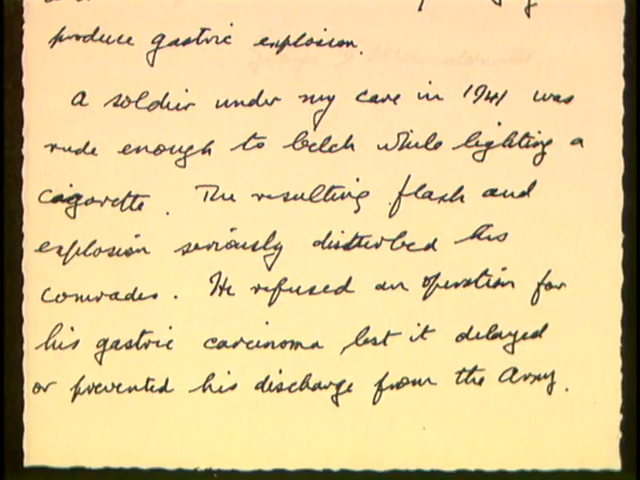 produce gastric explosion.
A soldier under my care in 1941 was
rude enough to belch while lighting a
cigarette. The resulting flash and
explosion seriously disturbed his
comrades. He refused an operation for
his gastric carcinoma lest it delayed
or prevented his discharge from the Army.